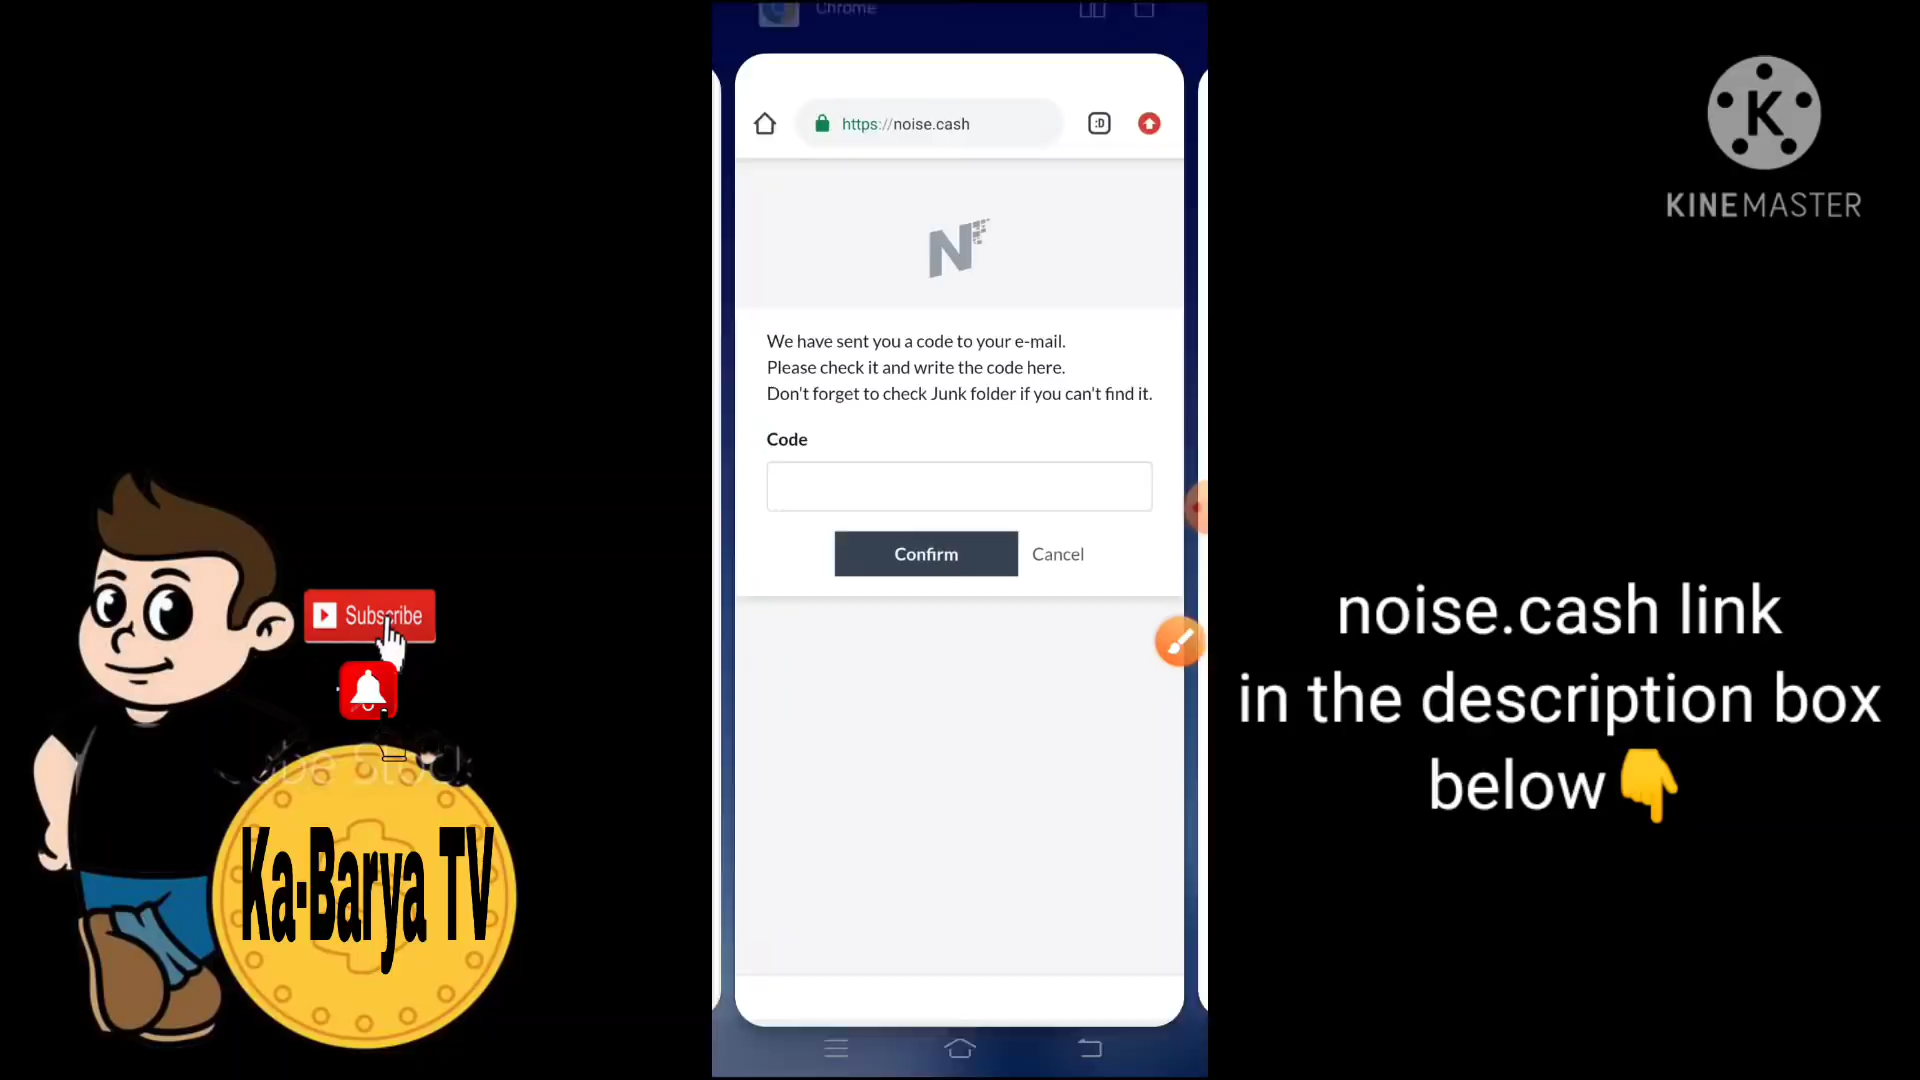 Chrome
https://noise.cash
:D
N
We have sent you a code to your e-mail.
Please check it and write the code here.
Don't forget to check Junk folder if you can't find it.
Code
Confirm
Cancel
K
KINEMASTER
Subscribe
Ka-Barya TV
noise.cash link
in the description box
below👇